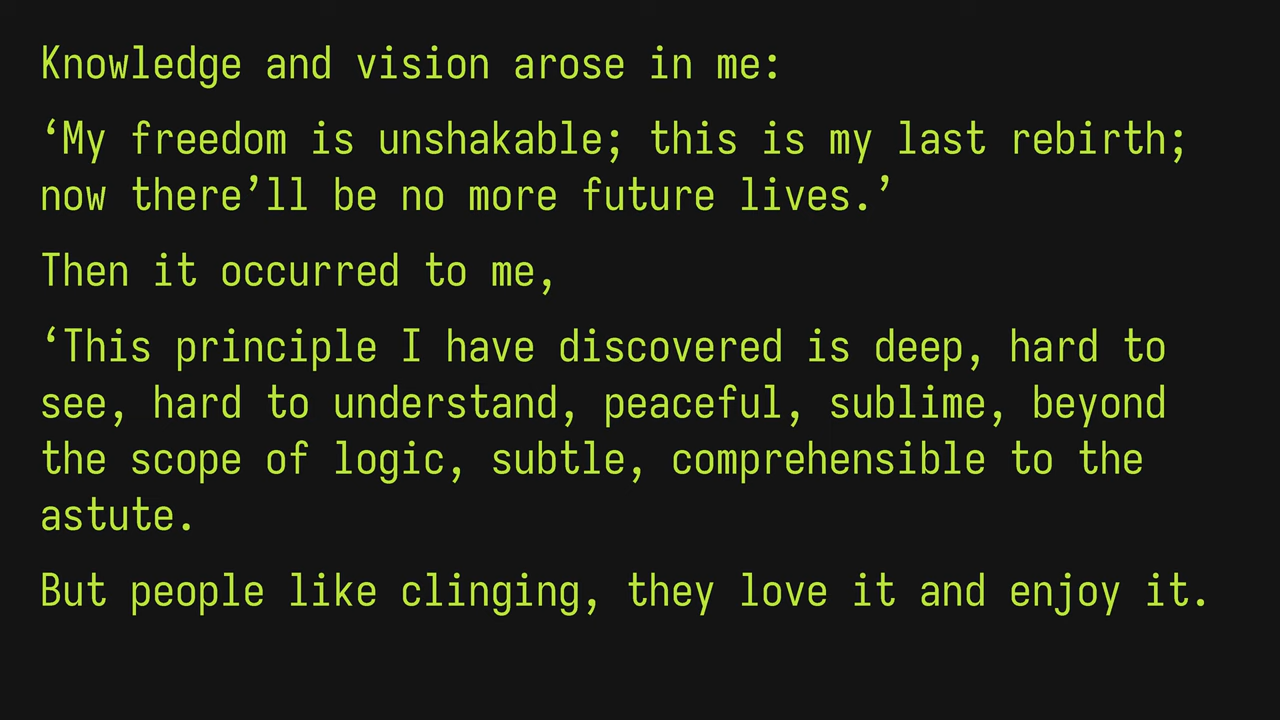 Knowledge and vision arose in me:
‘My freedom is unshakable; this is my last rebirth;
now there’ll be no more future lives.’
Then it occurred to me,
‘This principle I have discovered is deep, hard to
see, hard to understand, peaceful, sublime, beyond
the scope of logic, subtle, comprehensible to the
astute.
But people like clinging, they love it and enjoy it.